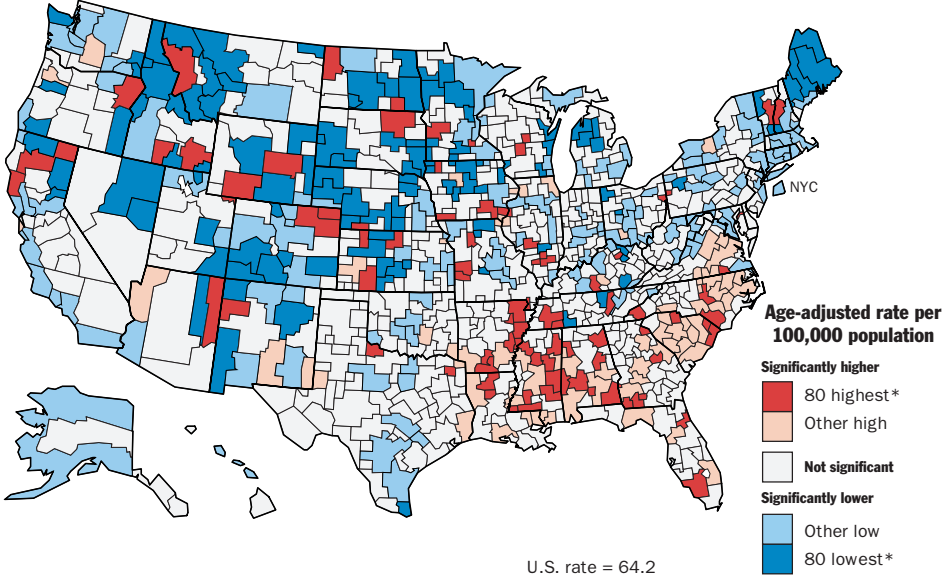 NYC
Age-adjusted rate per
100,000 population
Significantly higher
80 highest*
Other high
Not significant
Significantly lower
Other low
80 lowest*
U.S. rate = 64.2